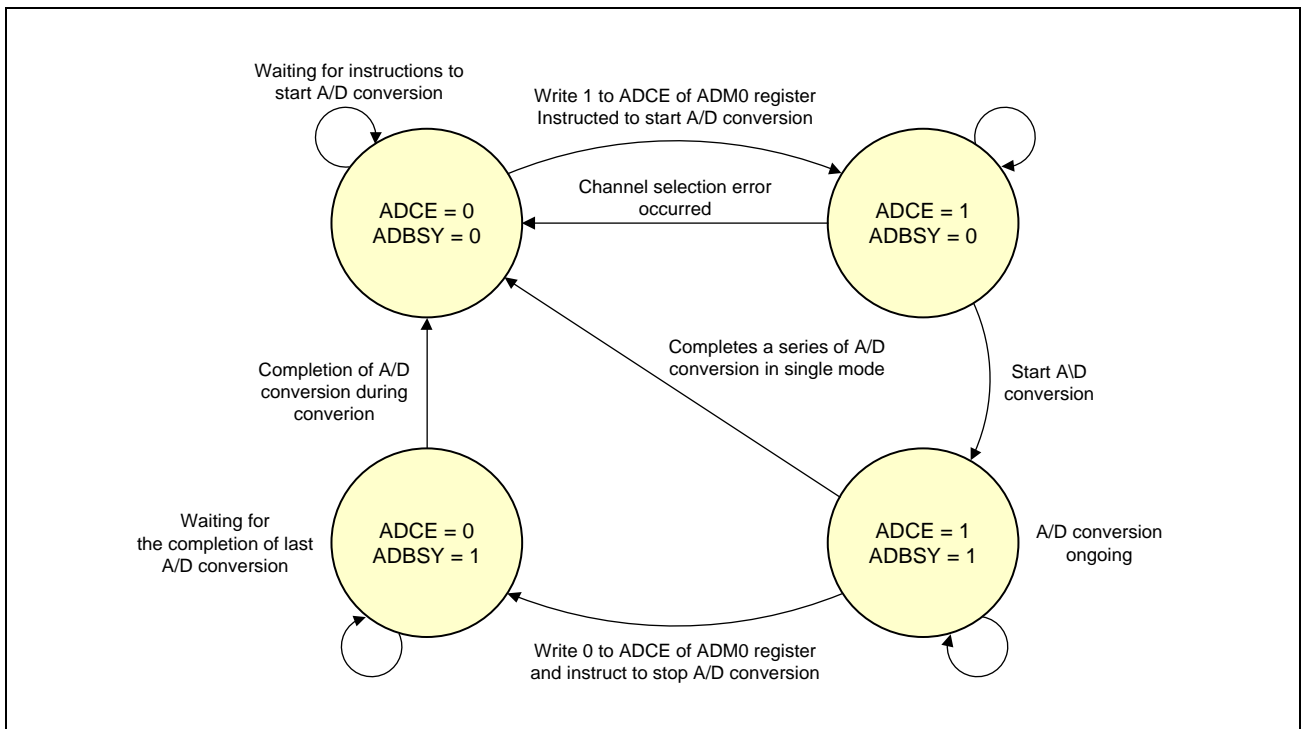 Waiting for instructions to
start A/D conversion
Write 1 to ADCE of ADM0 register
Instructed to start A/D conversion
Channel selection error
occurred
ADCE = 0
ADBSY = 0
ADCE = 1
ADBSY = 0
Completes a series of A/D
conversion in single mode
Completion of A/D
conversion during
converion
Start A\D
conversion
Waiting for
the completion of last
A/D conversion
ADCE = 0
ADBSY = 1
ADCE = 1
ADBSY = 1
A/D conversion
ongoing
Write 0 to ADCE of ADM0 register
and instruct to stop A/D conversion